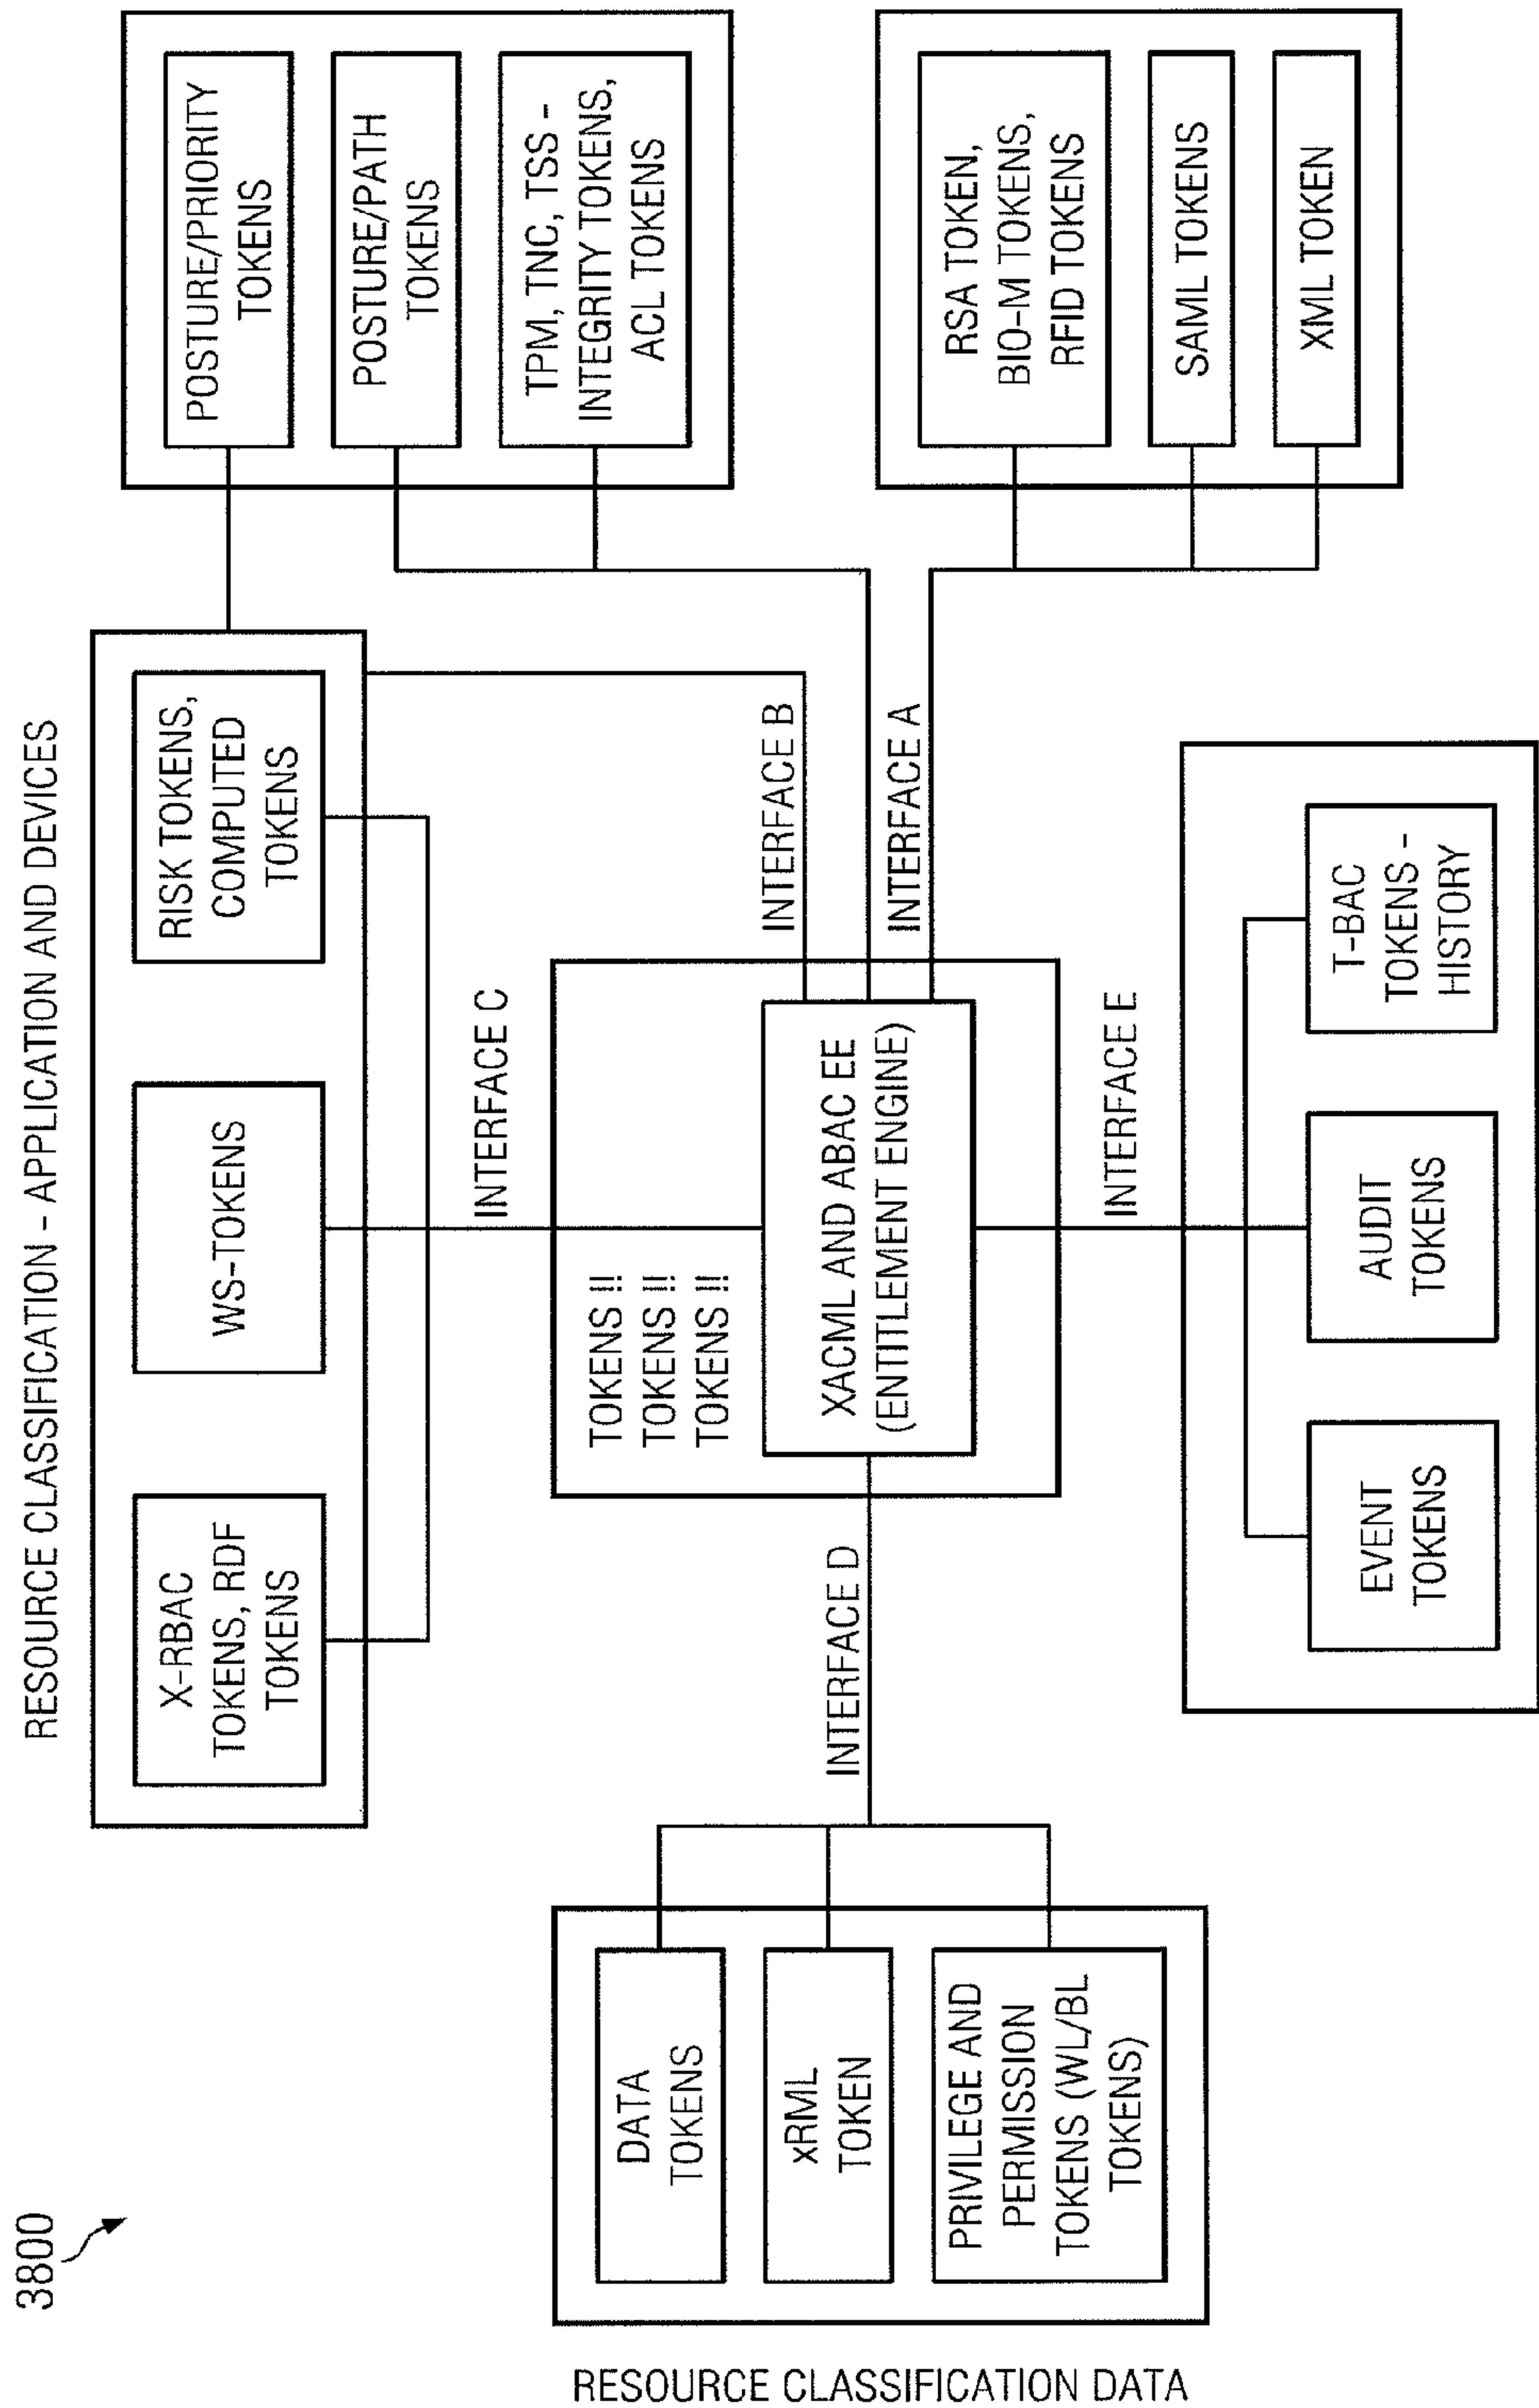 3800
RESOURCE CLASSIFICATION - APPLICATION AND DEVICES
X-RBAC
TOKENS, RDF
TOKENS
WS-TOKENS
RISK TOKENS,
COMPUTED
TOKENS
POSTURE/PRIORITY
TOKENS
POSTURE/PATH
TOKENS
TPM, TNC, TSS -
INTEGRITY TOKENS,
ACL TOKENS
INTERFACE C
INTERFACE B
INTERFACE A
TOKENS !!
TOKENS !!
TOKENS !!
XACML AND ABAC EE
(ENTITLEMENT ENGINE)
INTERFACE D
RESOURCE CLASSIFICATION DATA
DATA
TOKENS
xRML
TOKEN
PRIVILEGE AND
PERMISSION
TOKENS (WL/BL
TOKENS)
RSA TOKEN,
BIO-M TOKENS,
RFID TOKENS
SAML TOKENS
XML TOKEN
INTERFACE E
EVENT
TOKENS
AUDIT
TOKENS
T-BAC
TOKENS -
HISTORY